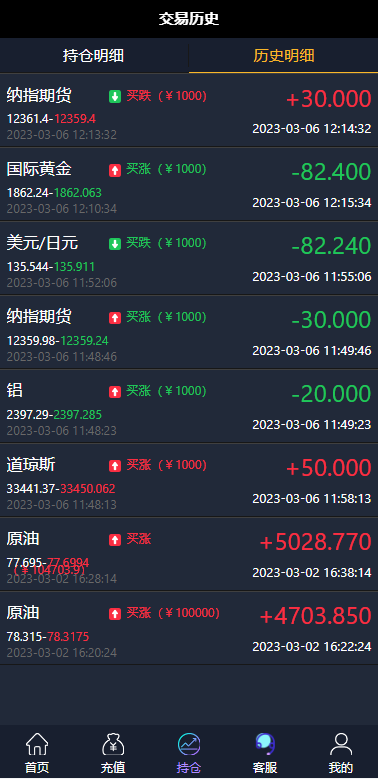 交易历史
持仓明细 历史明细
纳指期货 买跌（￥1000） +30.000
12361.4-12359.4 2023-03-06 12:14:32
2023-03-06 12:13:32
国际黄金 买涨（￥1000） -82.400
1862.24-1862.063 2023-03-06 12:15:34
2023-03-06 12:10:34
美元/日元 买跌（￥1000） -82.240
135.544-135.911 2023-03-06 11:55:06
2023-03-06 11:52:06
纳指期货 买涨（￥1000） -30.000
12359.98-12359.24 2023-03-06 11:49:46
2023-03-06 11:48:46
铝 买涨（￥1000） -20.000
2397.29-2397.285 2023-03-06 11:49:23
2023-03-06 11:48:23
道琼斯 买涨（￥1000） +50.000
33441.37-33450.062 2023-03-06 11:58:13
2023-03-06 11:48:13
原油 买涨 +5028.770
77.695-77.6994 2023-03-02 16:38:14
（￥104703.9）
2023-03-02 16:28:14
原油 买涨（￥100000） +4703.850
78.315-78.3175 2023-03-02 16:22:24
2023-03-02 16:20:24
首页 充值 持仓 客服 我的